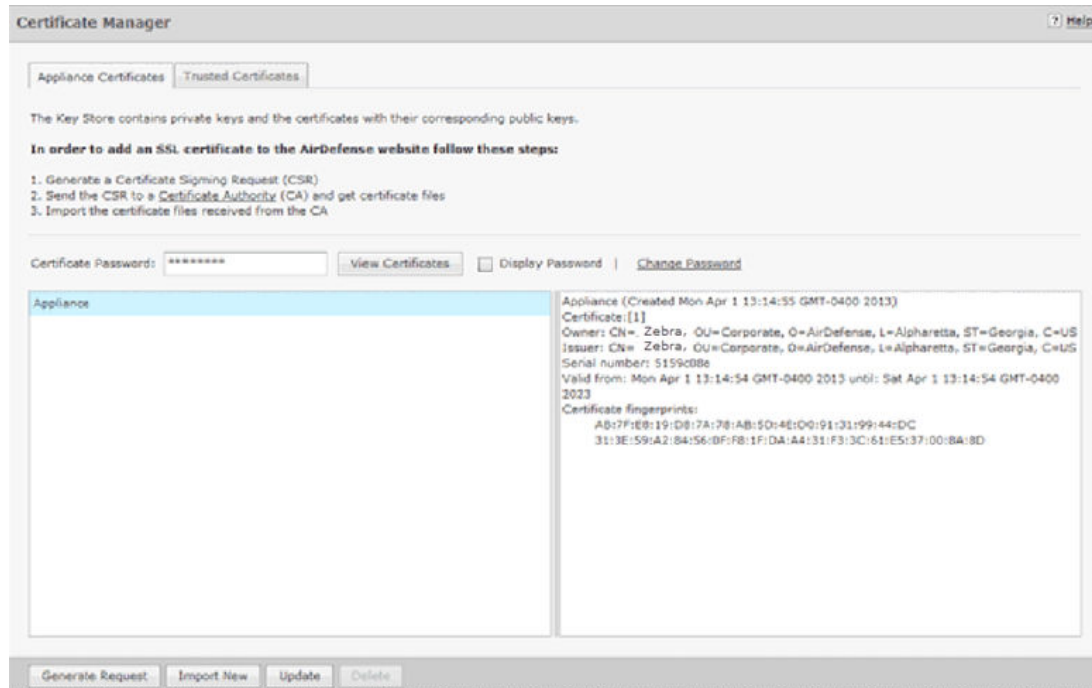 Certificate Manager
? Help
Appliance Certificates Trusted Certificates
The Key Store contains private keys and the certificates with their corresponding public keys.
In order to add an SSL certificate to the AirDefense website follow these steps:
1. Generate a Certificate Signing Request (CSR)
2. Send the CSR to a Certificate Authority (CA) and get certificate files
3. Import the certificate files received from the CA
Certificate Password: ******** View Certificates Display Password | Change Password
Appliance
Appliance (Created Mon Apr 1 13:14:55 GMT-0400 2013)
Certificate:[1]
Owner: CN=. Zebra, OU=Corporate, O=AirDefense, L=Alpharetta, ST=Georgia, C=US
Issuer: CN= Zebra, OU=Corporate, O=AirDefense, L=Alpharetta, ST=Georgia, C=US
Serial number: 5159c08e
Valid from: Mon Apr 1 13:14:54 GMT-0400 2013 until: Sat Apr 1 13:14:54 GMT-0400
2023
Certificate fingerprints:
A8:7F:E8:19:D8:7A:78:AB:5D:4E:D0:91:31:99:44:DC
31:3E:59:A2:84:56:0F:F8:1F:DA:A4:31:F3:3C:61:E5:37:00:8A:8D
Generate Request Import New Update Delete